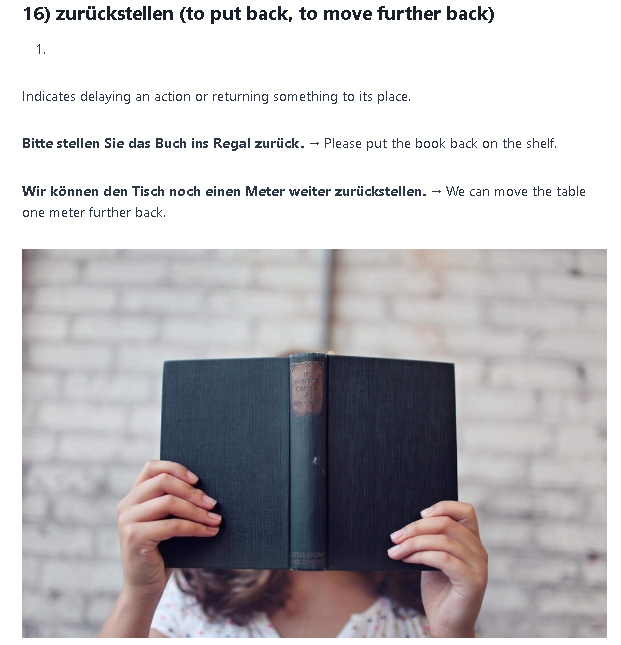 16) zurückstellen (to put back, to move further back)
1.
Indicates delaying an action or returning something to its place.
Bitte stellen Sie das Buch ins Regal zurück. → Please put the book back on the shelf.
Wir können den Tisch noch einen Meter weiter zurückstellen. → We can move the table
one meter further back.